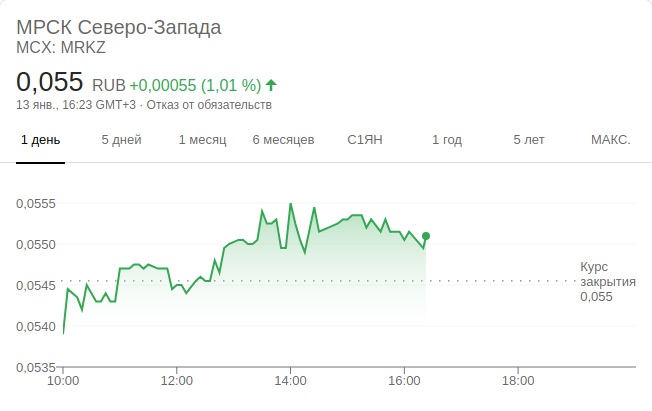 МРСК Северо-Запада
MCX: MRKZ
0,055 RUB +0,00055 (1,01 %)
13 янв., 16:23 GMT+3 · Отказ от обязательств
1 день 5 дней 1 месяц 6 месяцев С1ЯН 1 год 5 лет МАКС.
0,0555
0,0550
0,0545
0,0540
0,0535
Курс
закрытия
0,055
10:00 12:00 14:00 16:00 18:00